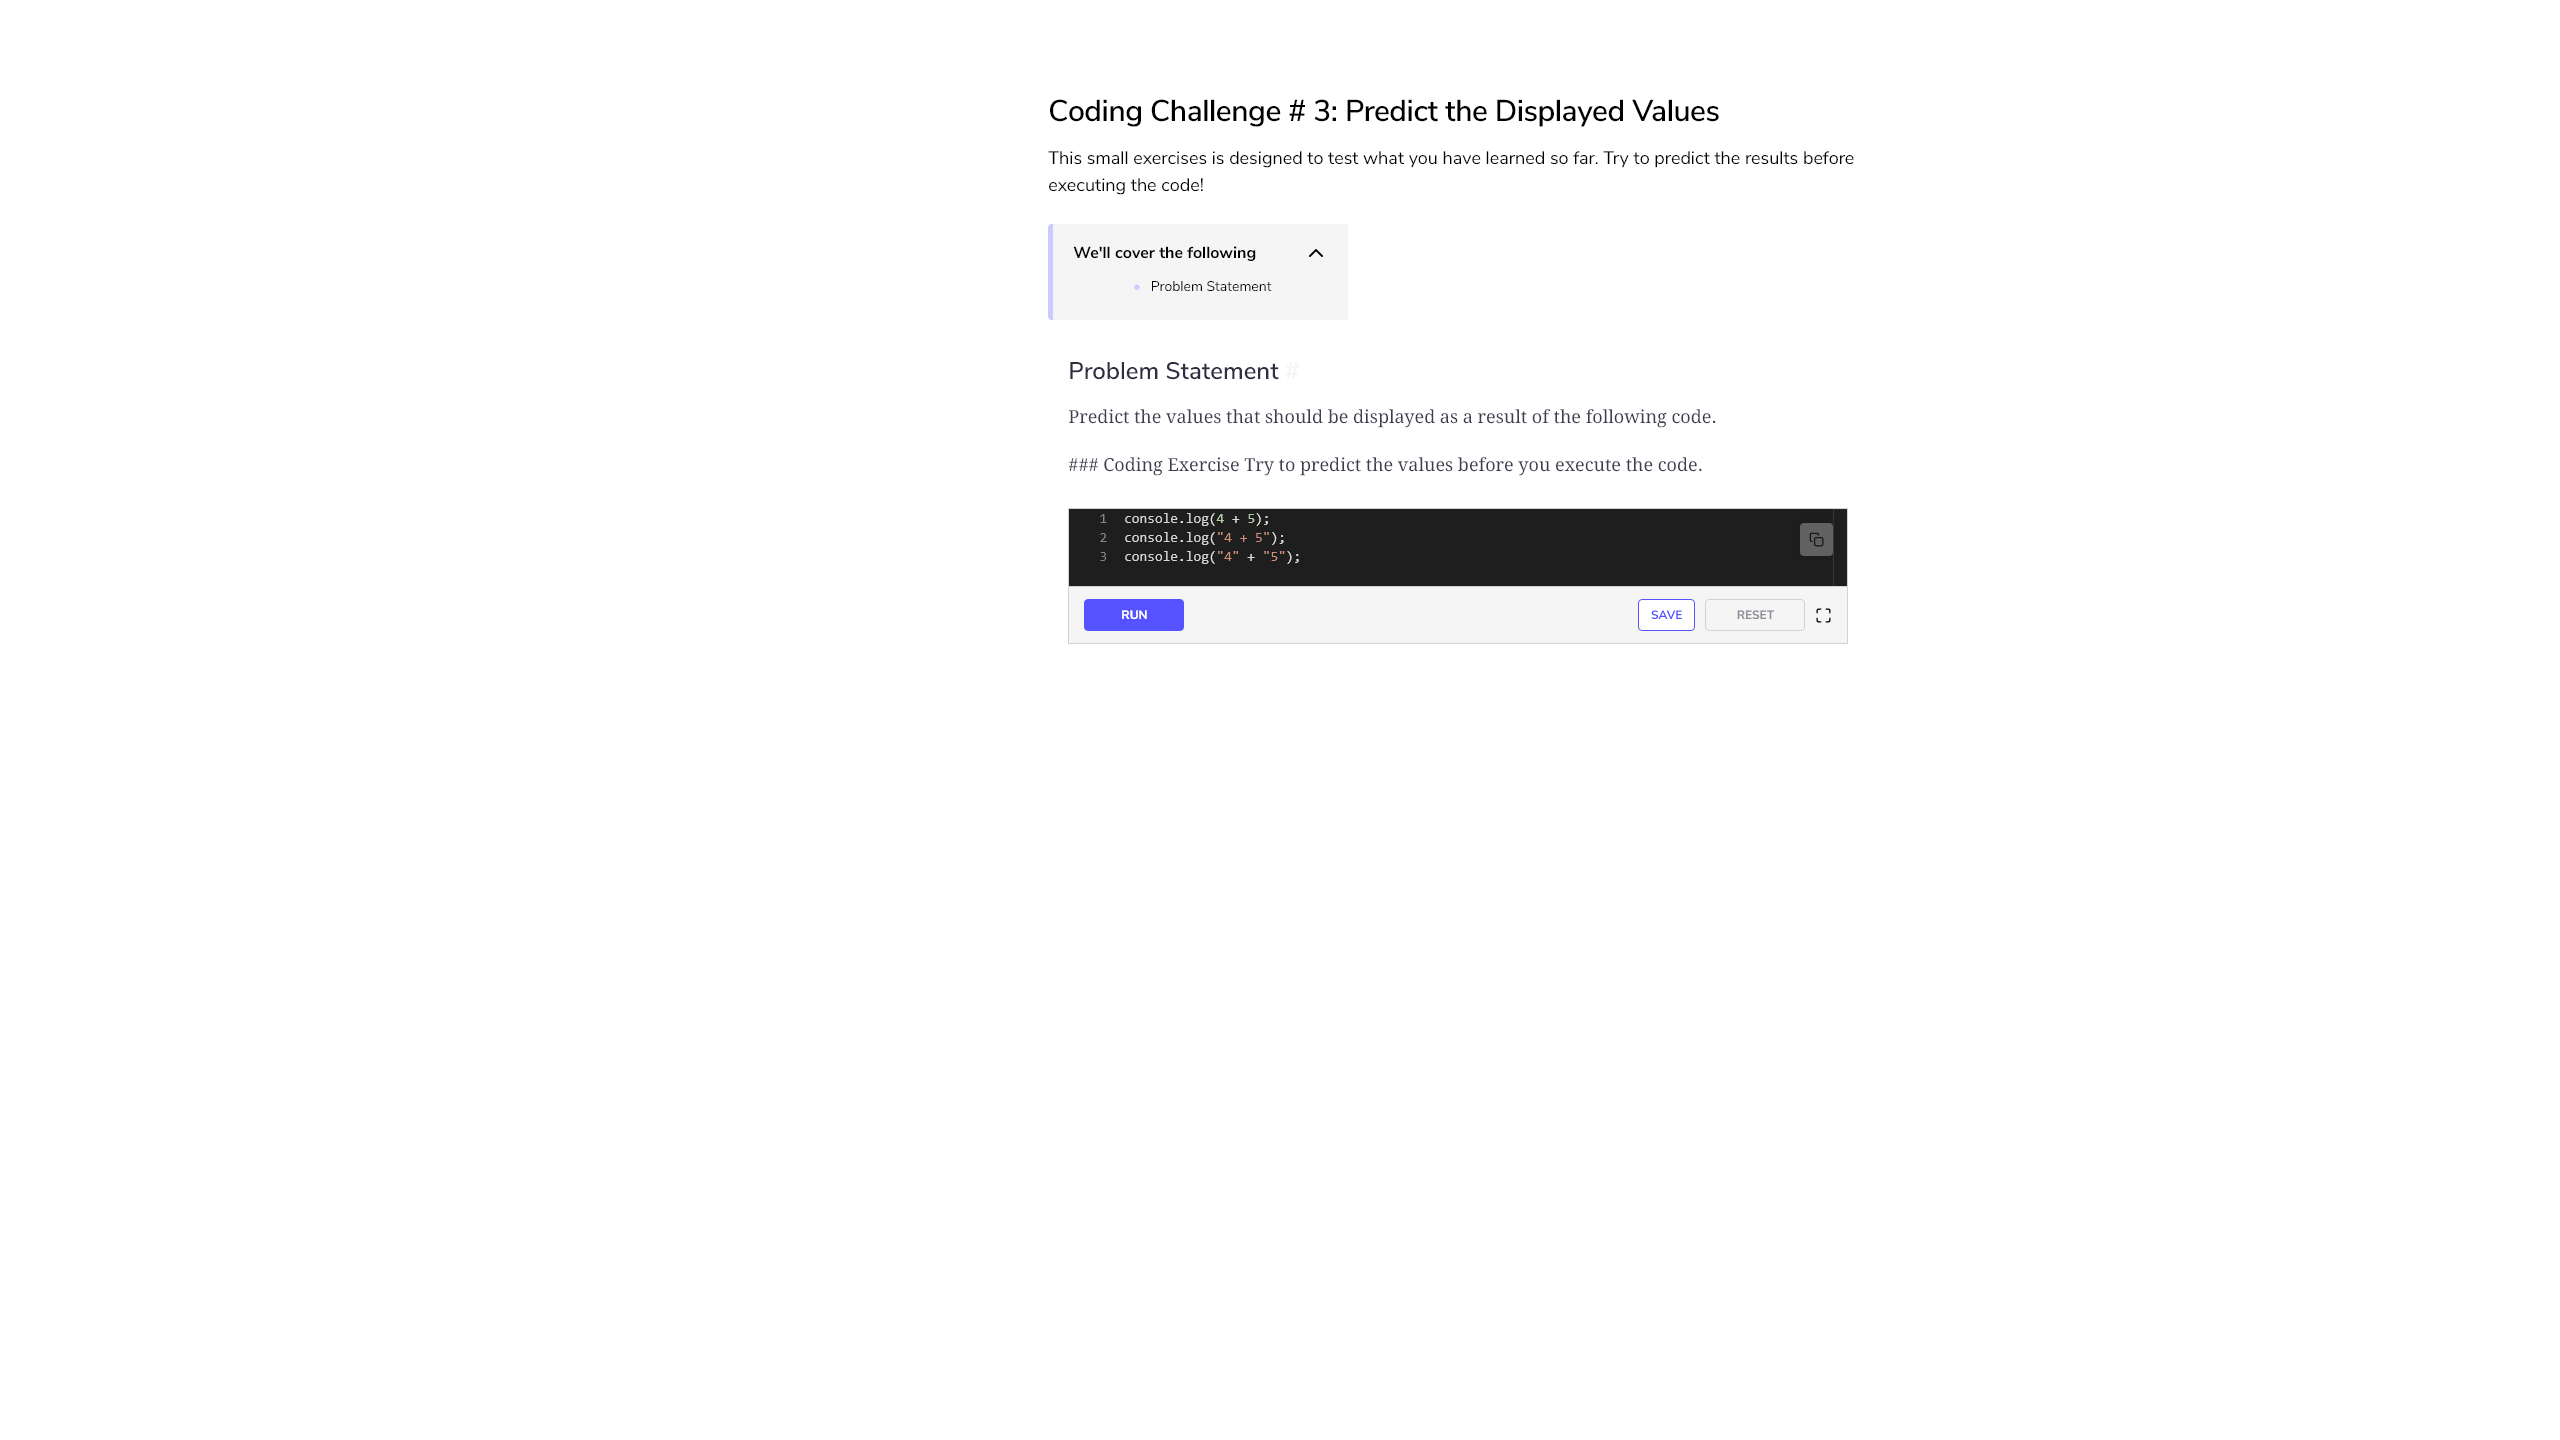 Coding Challenge # 3: Predict the Displayed Values
This small exercises is designed to test what you have learned so far. Try to predict the results before
executing the code!
We'll cover the following
Problem Statement
Problem Statement #
Predict the values that should be displayed as a result of the following code.
### Coding Exercise Try to predict the values before you execute the code.
1 console.log(4 + 5);
2 console.log("4 + 5");
3 console.log("4" + "5");
RUN SAVE RESET